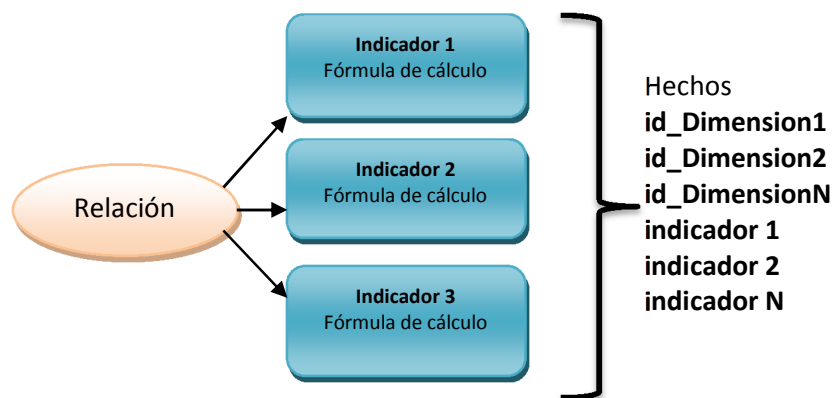 Relación
Indicador 1
Fórmula de cálculo
Indicador 2
Fórmula de cálculo
Indicador 3
Fórmula de cálculo
Hechos
id_Dimension1
id_Dimension2
id_DimensionN
indicador 1
indicador 2
indicador N